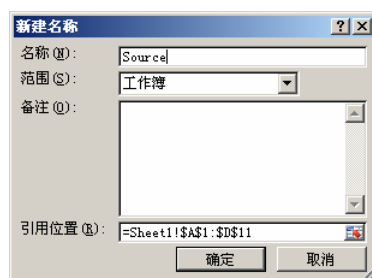 新建名称
名称(N): Source
范围(S): 工作簿
备注(O):
引用位置(R): =Sheet1!$A$1:$D$11
确定 取消